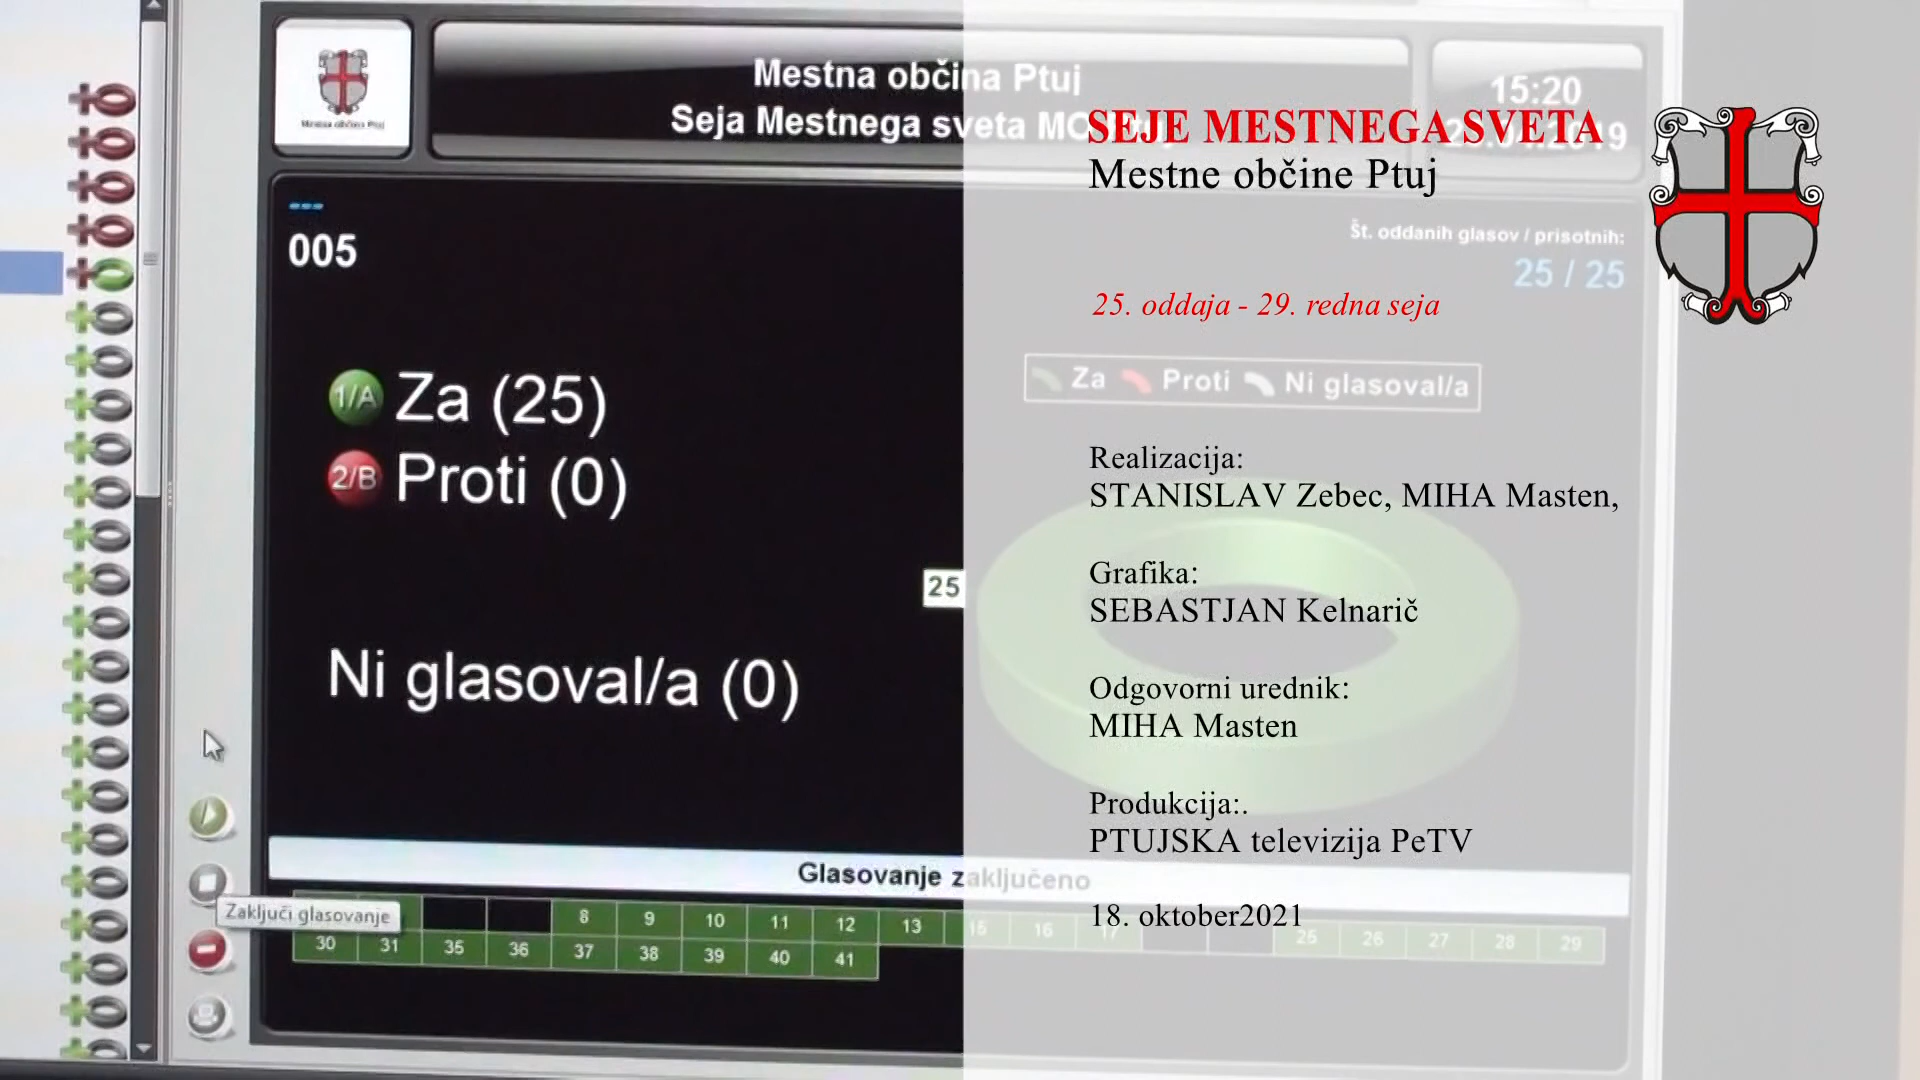 Mestna občina Ptuj
Seja Mestnega sveta
15:20
Mestna občina Ptuj
---
005
Št. oddanih glasov / prisotnih:
25 / 25
1/A Za (25)
2/B Proti (0)
Ni glasoval/a (0)
Za Proti Ni glasoval/a
25
Glasovanje zaključeno
Zaključi glasovanje
8 9 10 11 12 13 15 16 17 25 26 27 28 29
30 31 35 36 37 38 39 40 41
SEJE MESTNEGA SVETA
Mestne občine Ptuj
25. oddaja - 29. redna seja
Realizacija:
STANISLAV Zebec, MIHA Masten,
Grafika:
SEBASTJAN Kelnarič
Odgovorni urednik:
MIHA Masten
Produkcija:.
PTUJSKA televizija PeTV
18. oktober2021